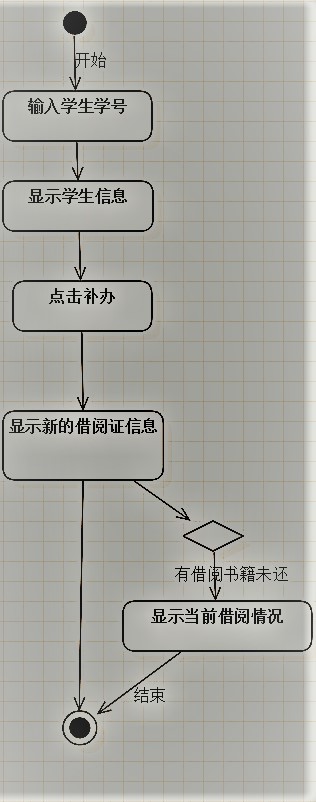 开始
输入学生学号
显示学生信息
点击补办
显示新的借阅证信息
有借阅书籍未还
显示当前借阅情况
结束